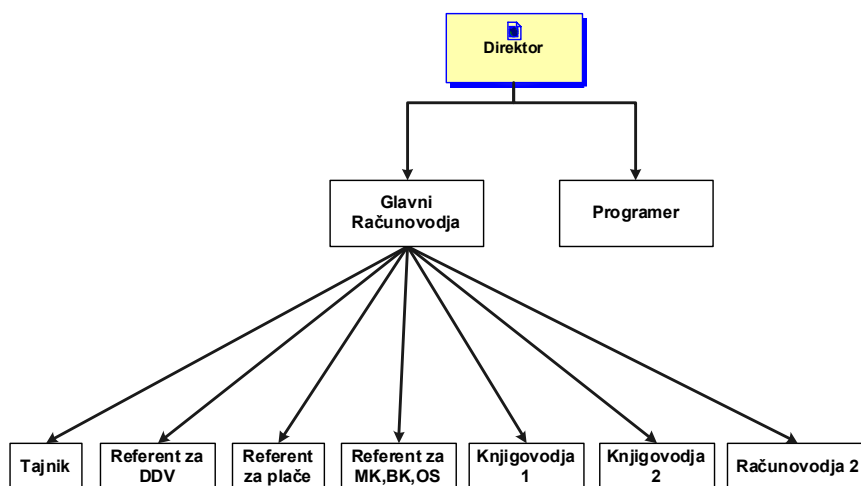 Direktor
Glavni
Računovodja
Programer
Tajnik
Referent za
DDV
Referent
za plače
Referent za
MK,BK,OS
Knjigovodja
1
Knjigovodja
2
Računovodja 2